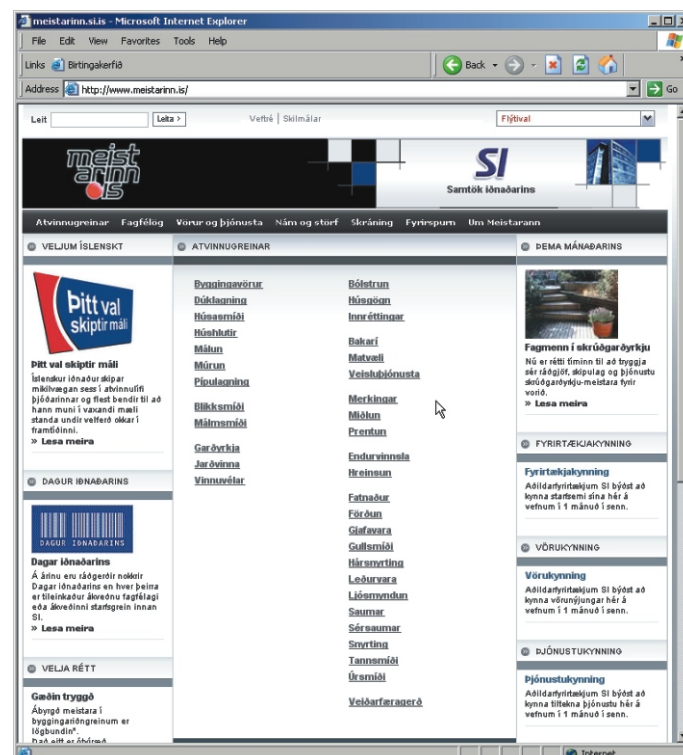 meistarinn.si.is - Microsoft Internet Explorer
File Edit View Favorites Tools Help
Links Birtingakerfið
Back
Address http://www.meistarinn.is/
Go
Leit Leita > Veftré | Skilmálar Flýtival
meist
arinn
is
SI
Samtök iðnaðarins
Atvinnugreinar Fagfélög Vörur og þjónusta Nám og störf Skráning Fyrirspurn Um Meistarann
VELJUM ÍSLENSKT
Þitt val
skiptir máli
Þitt val skiptir máli
Íslenskur iðnaður skipar
mikilvægan sess í atvinnulífi
þjóðarinnar og flest bendir til að
hann muni í vaxandi mæli
standa undir velferð okkar í
framtíðinni.
» Lesa meira
DAGUR IÐNAÐARINS
DAGUR IÐNAÐARINS
Dagar iðnaðarins
Á árinu eru ráðgerðir nokkrir
Dagar iðnaðarins en hver þeirra
er tileinkaður ákveðnu fagfélagi
eða ákveðinni starfsgrein innan
SI.
» Lesa meira
VELJA RÉTT
Gæðin tryggð
Ábyrgð meistara í
byggingariðngreinum er
lögbundin".
ATVINNUGREINAR
Byggingavörur
Dúklagning
Húsasmíði
Húshlutir
Málun
Múrun
Pípulagning
Blikksmíði
Málmsmíði
Garðyrkja
Jarðvinna
Vinnuvélar
Bólstrun
Húsgögn
Innréttingar
Bakarí
Matvæli
Veisluþjónusta
Merkingar
Miðlun
Prentun
Endurvinnsla
Hreinsun
Fatnaður
Förðun
Gjafavara
Gullsmíði
Hársnyrting
Leðurvara
Ljósmyndun
Saumar
Sérsaumar
Snyrting
Tannsmíði
Úrsmíði
Veiðarfæragerð
ÞEMA MÁNAÐARINS
Fagmenn í skrúðgarðyrkju
Nú er rétti tíminn til að tryggja
sér ráðgjöf, skipulag og þjónustu
skrúðgarðyrkju-meistara fyrir
vorið.
» Lesa meira
FYRIRTÆKJAKYNNING
Fyrirtækjakynning
Aðildarfyrirtækjum SI býðst að
kynna starfsemi sína hér á
vefnum í 1 mánuð í senn.
VÖRUKYNNING
Vörukynning
Aðildarfyrirtækjum SI býðst að
kynna vörunýjungar hér á
vefnum í 1 mánuð í senn.
ÞJÓNUSTUKYNNING
Þjónustukynning
Aðildarfyrirtækjum SI býðst að
kynna tiltekna þjónustu hér á
vefnum í 1 mánuð í senn.
Internet